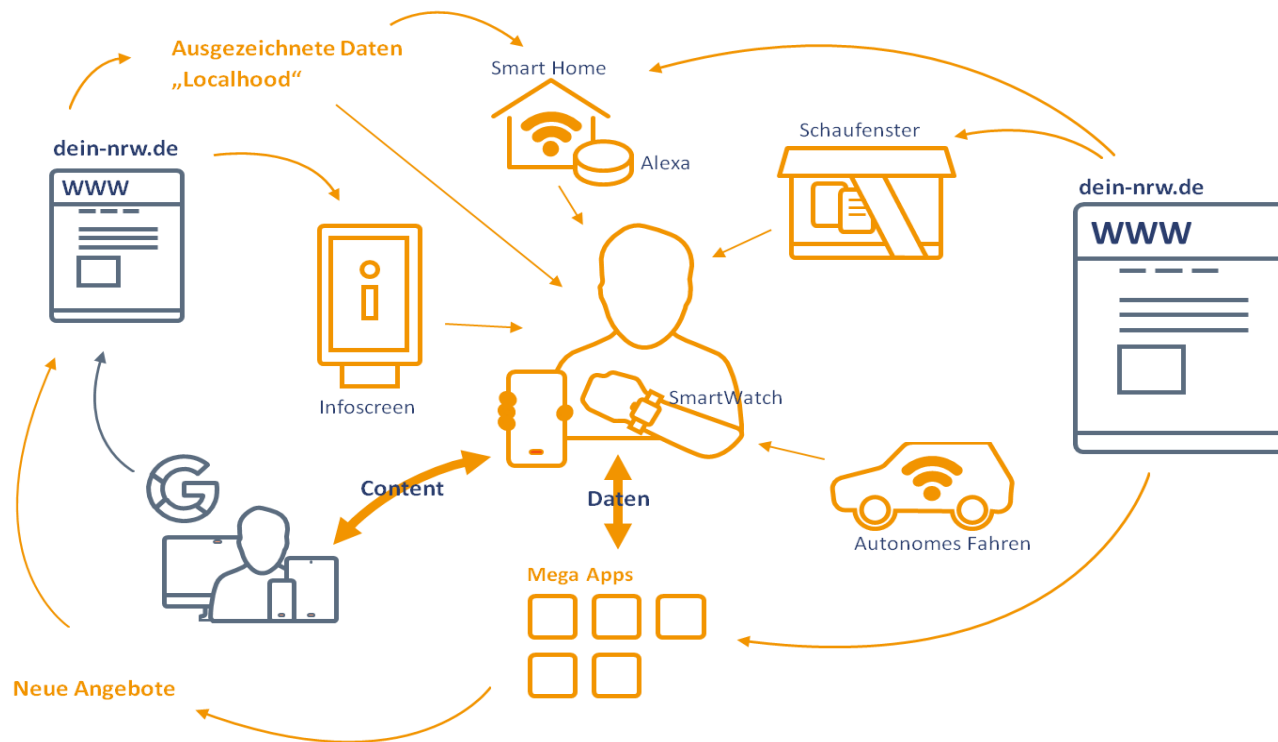 Ausgezeichnete Daten
„Localhood“
Smart Home
Alexa
Schaufenster
dein-nrw.de
WWW
dein-nrw.de
WWW
Infoscreen
SmartWatch
Content
Daten
Autonomes Fahren
Mega Apps
Neue Angebote